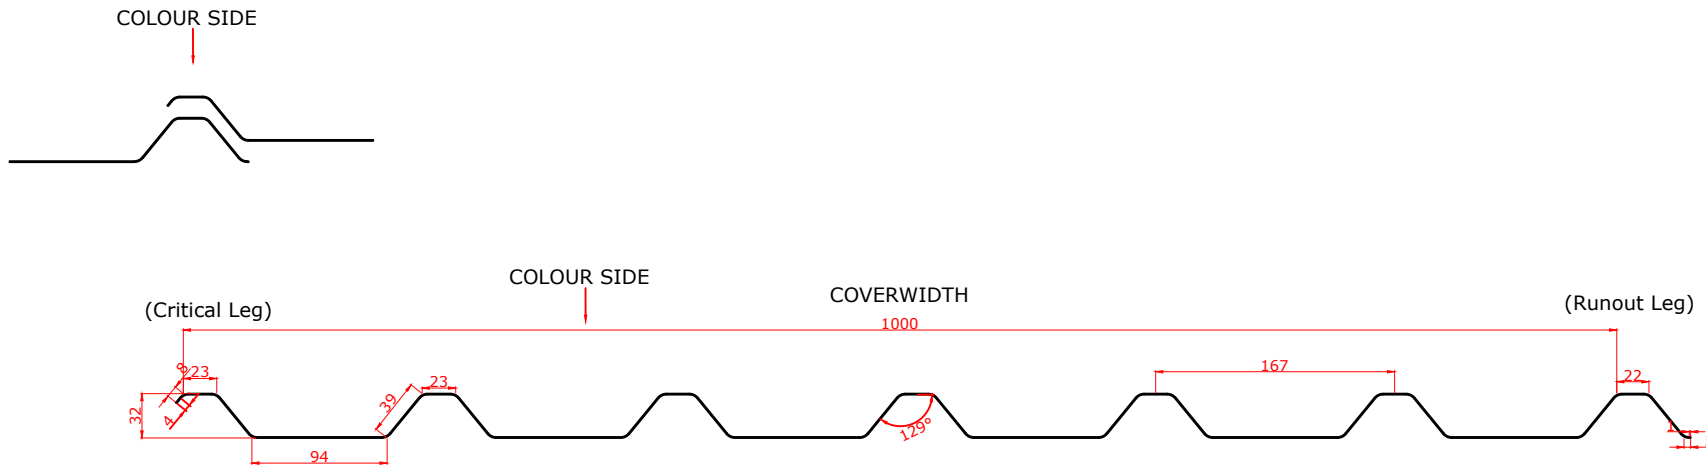 COLOUR SIDE
COLOUR SIDE
COVERWIDTH
(Critical Leg)
(Runout Leg)
1000
8
23
23
167
22
32
4
39
129°
1
94